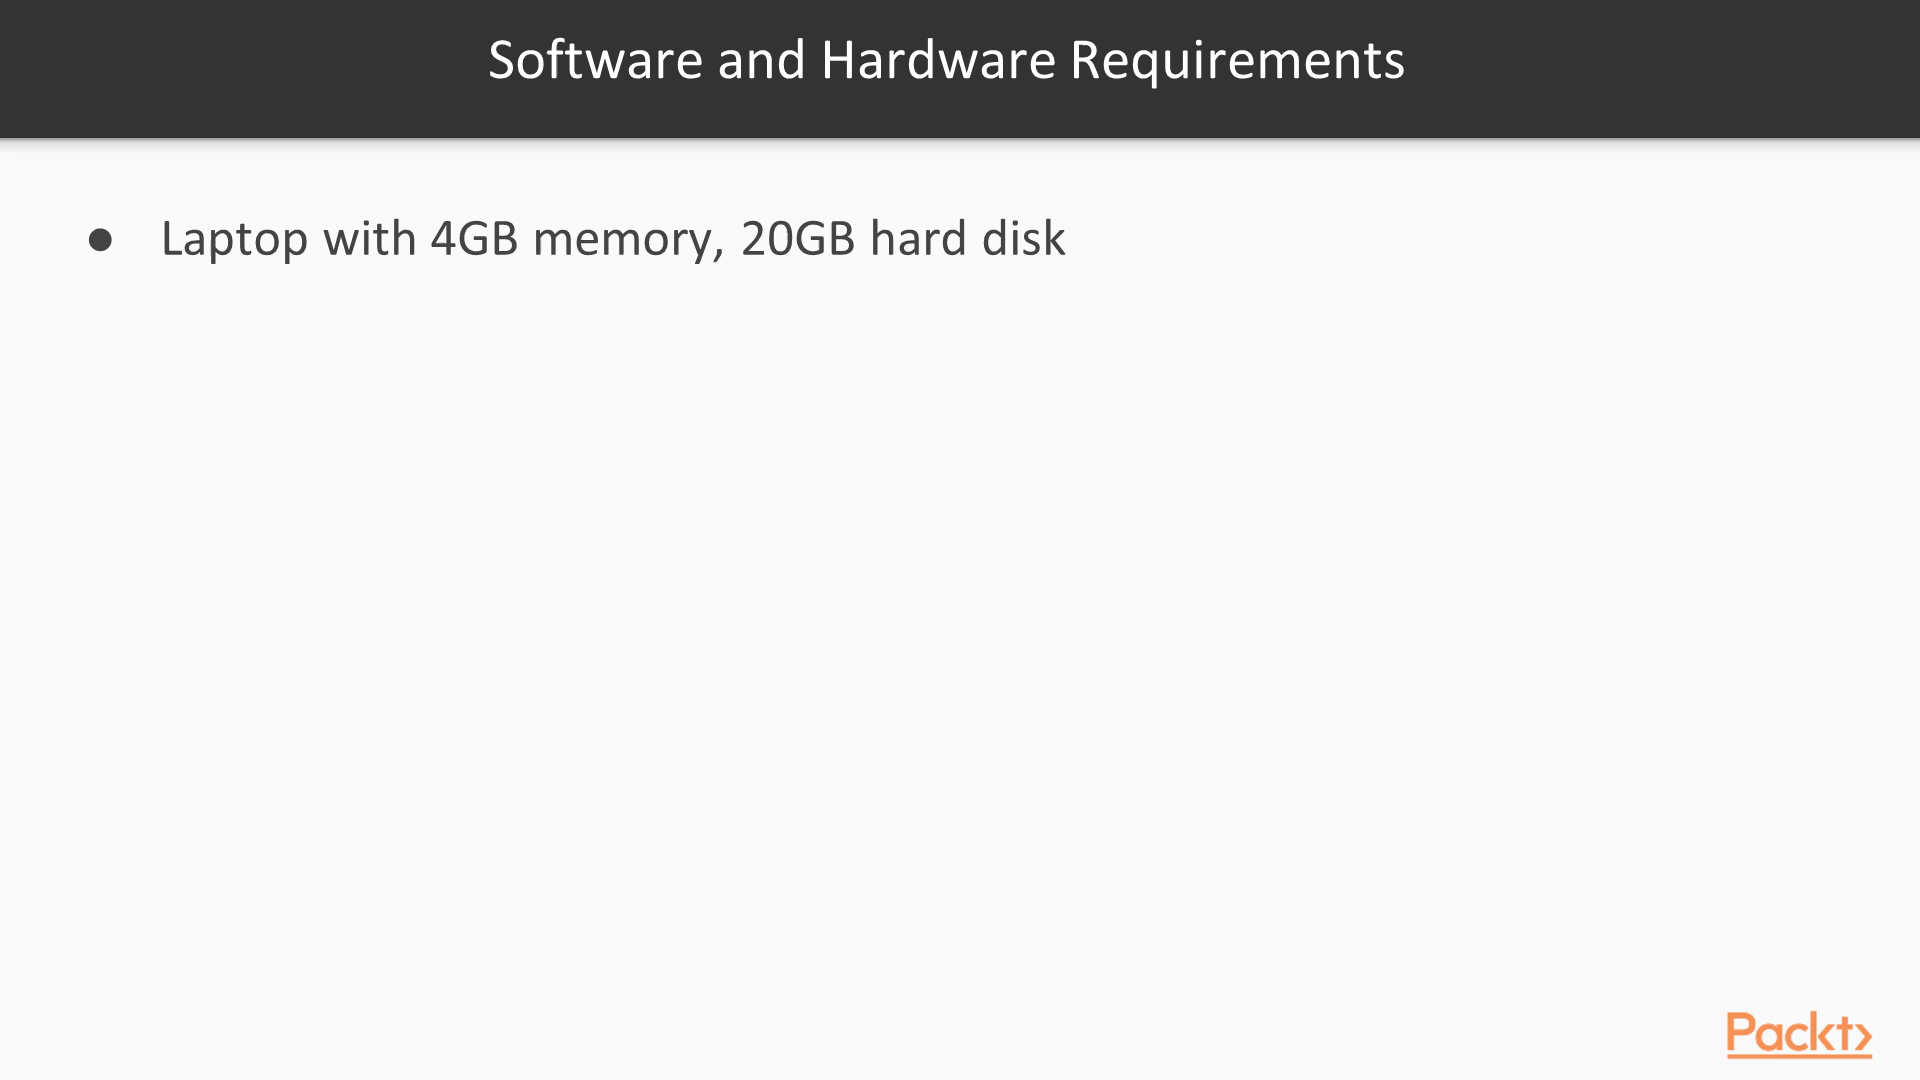 Software and Hardware Requirements
● Laptop with 4GB memory, 20GB hard disk
Packt>